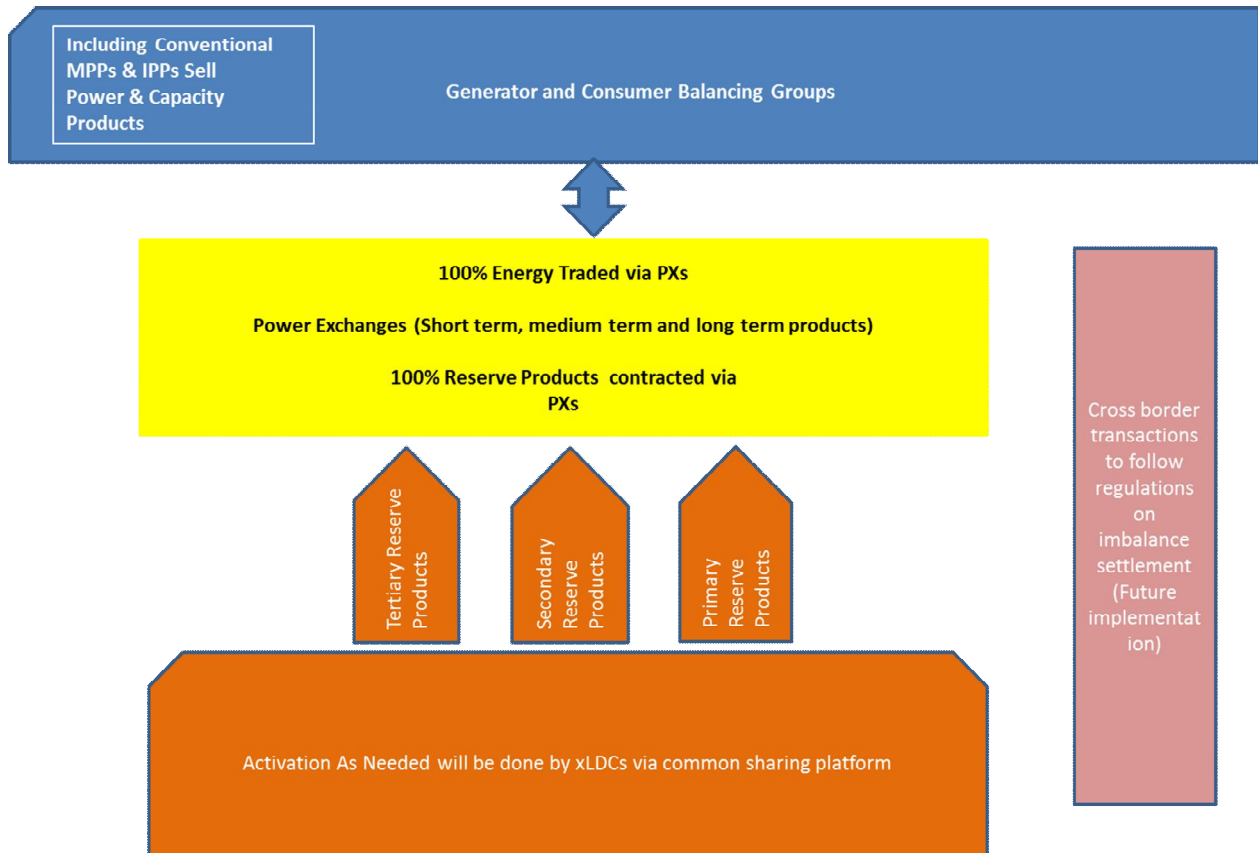 Including Conventional
MPPs & IPPs Sell
Power & Capacity
Products
Generator and Consumer Balancing Groups
100% Energy Traded via PXs
Power Exchanges (Short term, medium term and long term products)
100% Reserve Products contracted via
PXs
Tertiary Reserve
Products
Secondary
Reserve
Products
Primary
Reserve
Products
Cross border
transactions
to follow
regulations
on
imbalance
settlement
(Future
implementat
ion)
Activation As Needed will be done by xLDCs via common sharing platform